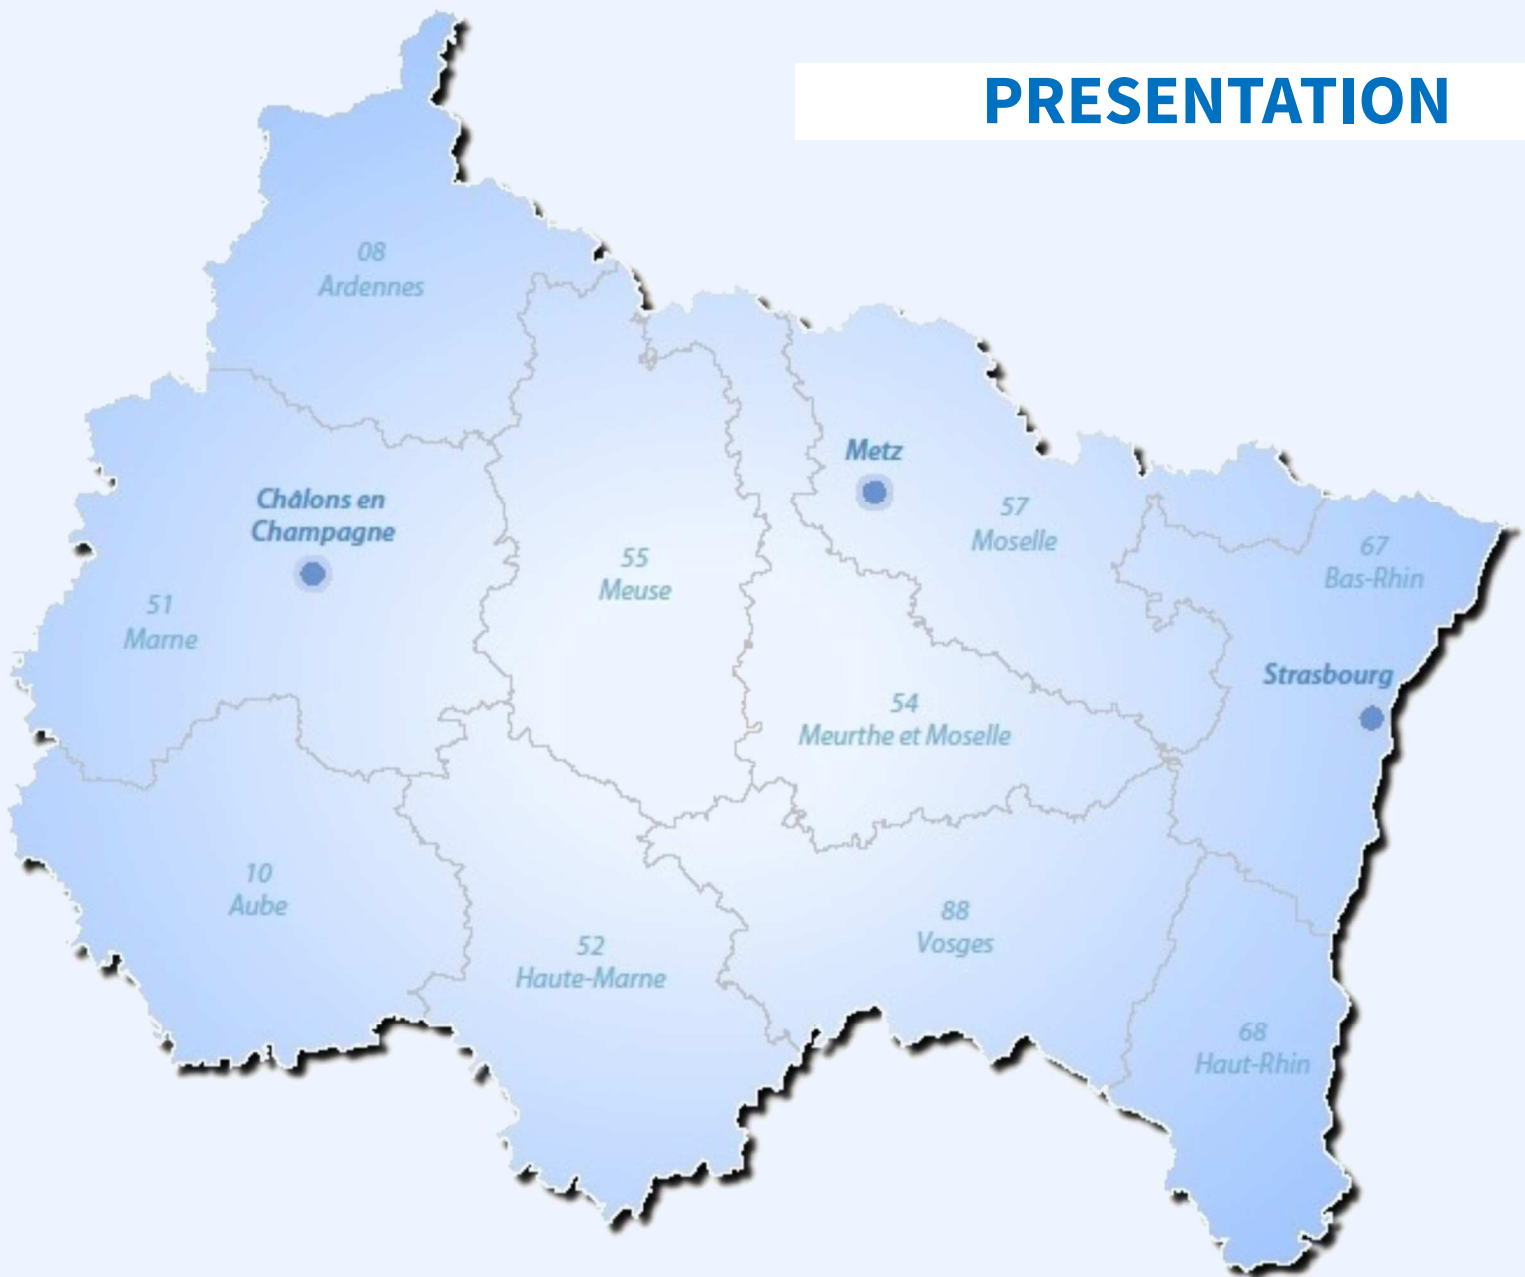 PRESENTATION
08
Ardennes
Metz
Châlons en
Champagne
57
Moselle
67
Bas-Rhin
55
Meuse
51
Marne
Strasbourg
54
Meurthe et Moselle
10
Aube
88
Vosges
52
Haute-Marne
68
Haut-Rhin